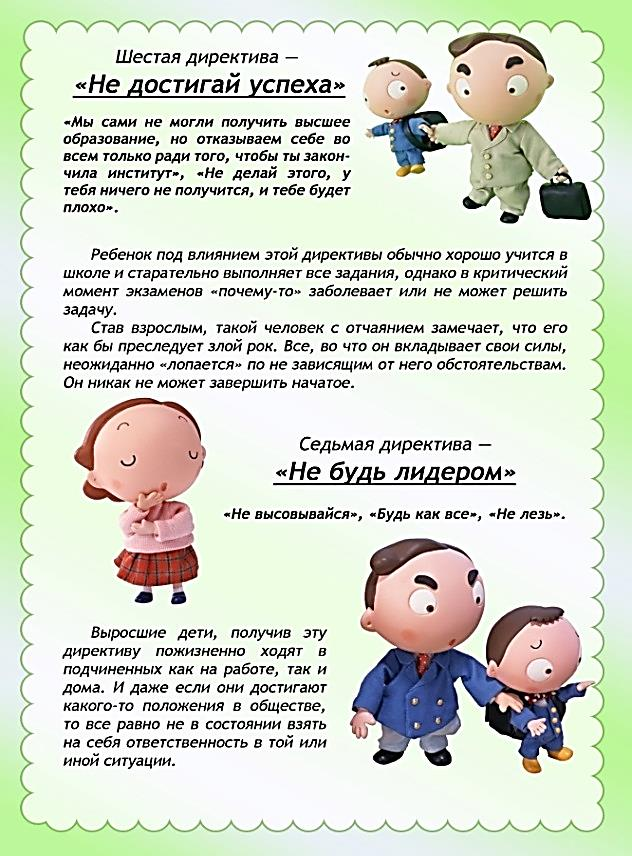 Шестая директива —
«Не достигай успеха»
«Мы сами не могли получить высшее
образование, но отказываем себе во
всем только ради того, чтобы ты закон-
чила институт», «Не делай этого, у
тебя ничего не получится, и тебе будет
плохо».
Ребенок под влиянием этой директивы обычно хорошо учится в
школе и старательно выполняет все задания, однако в критический
момент экзаменов «почему-то» заболевает или не может решить
задачу.
Став взрослым, такой человек с отчаянием замечает, что его
как бы преследует злой рок. Все, во что он вкладывает свои силы,
неожиданно «лопается» по не зависящим от него обстоятельствам.
Он никак не может завершить начатое.
Седьмая директива —
«Не будь лидером»
«Не высовывайся», «Будь как все», «Не лезь».
Выросшие дети, получив эту
директиву пожизненно ходят в
подчиненных как на работе, так и
дома. И даже если они достигают
какого-то положения в обществе,
то все равно не в состоянии взять
на себя ответственность в той или
иной ситуации.